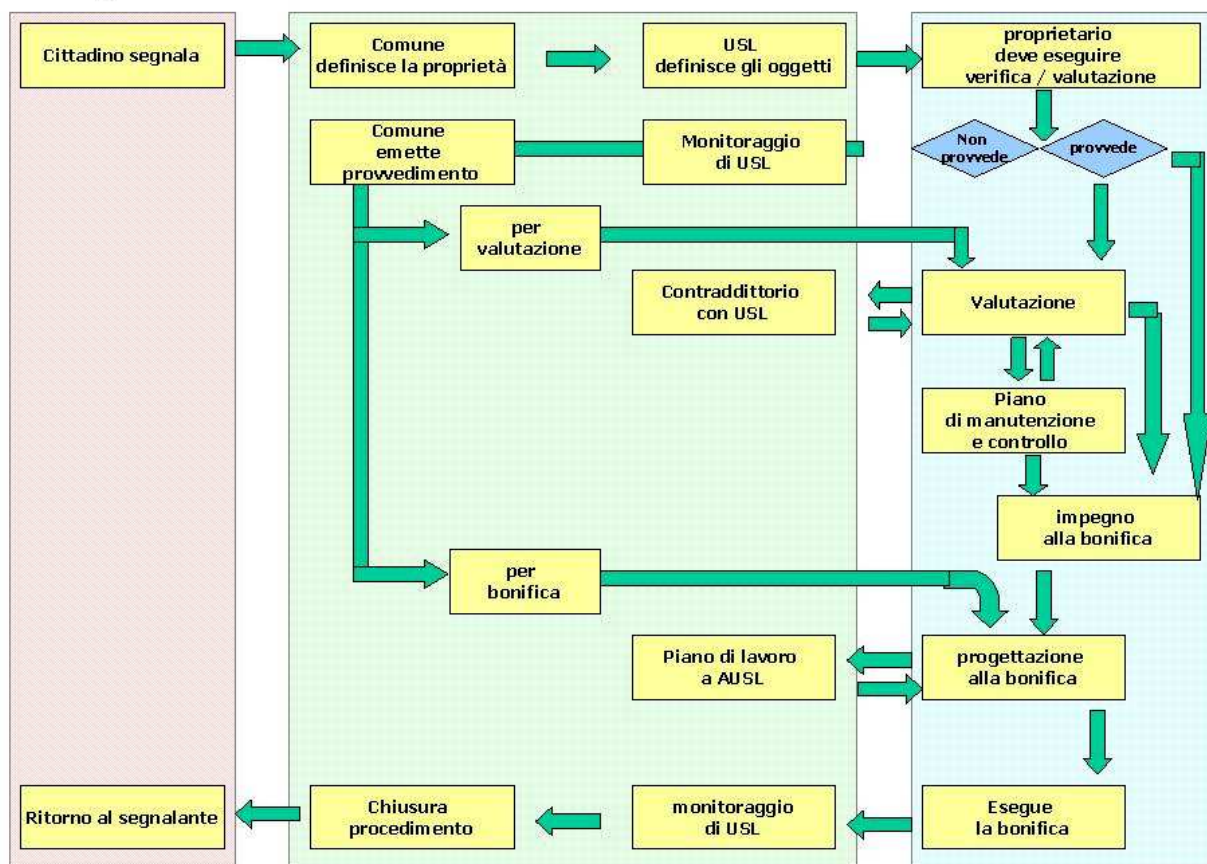 Cittadino segnala
Comune
definisce la proprietà
USL
definisce gli oggetti
proprietario
deve eseguire
verifica / valutazione
Comune
emette
provvedimento
Monitoraggio
di USL
Non
provvede
provvede
per
valutazione
Contraddittorio
con USL
Valutazione
Piano
di manutenzione
e controllo
impegno
alla bonifica
per
bonifica
Piano di lavoro
a AUSL
progettazione
alla bonifica
Ritorno al segnalante
Chiusura
procedimento
monitoraggio
di USL
Esegue
la bonifica